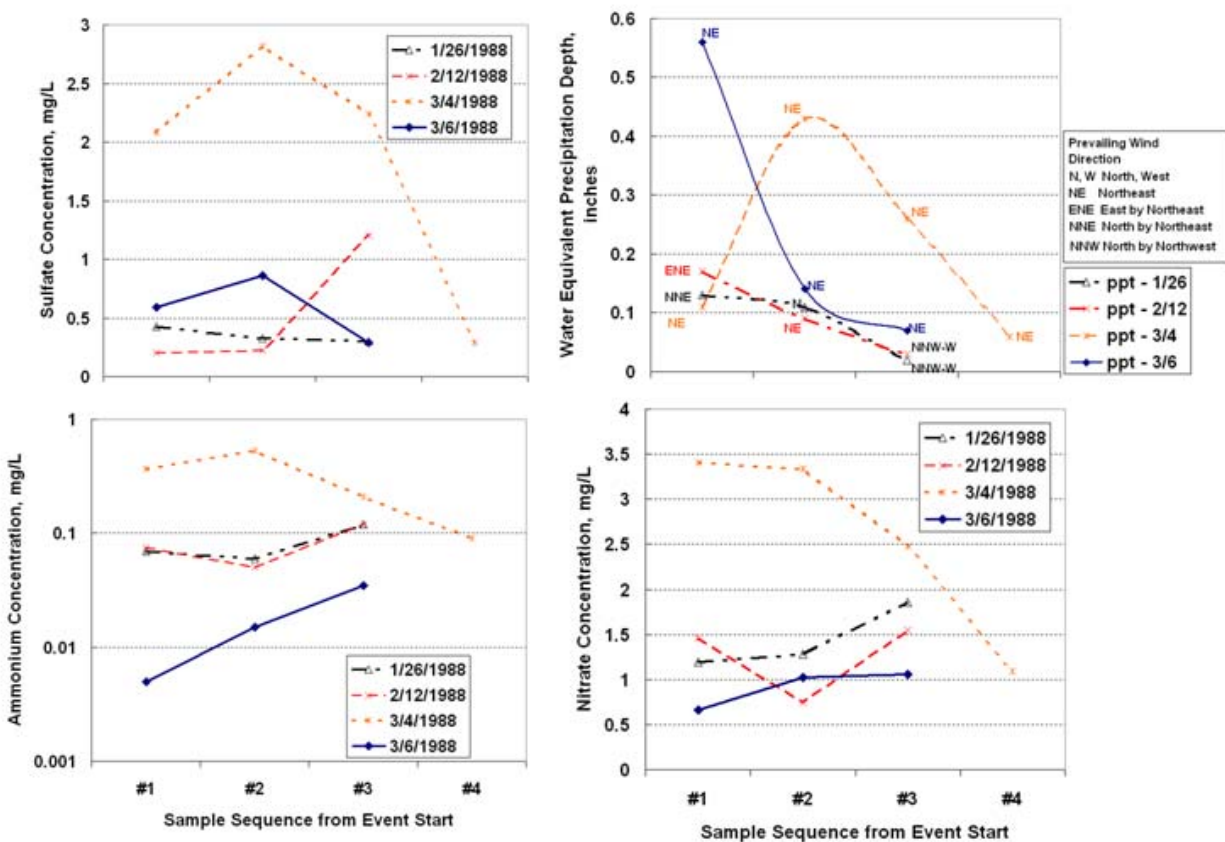 Sulfate Concentration, mg/L
3
2.5
2
1.5
1
0.5
0
1/26/1988
2/12/1988
3/4/1988
3/6/1988
Water Equivalent Precipitation Depth,
inches
0.6
0.5
0.4
0.3
0.2
0.1
0
NE
NE
NE
ENE
NNE
NE
N
NE
NE
NE
NE
NNW-W
NNW-W
Prevailing Wind
Direction
N, W North, West
NE Northeast
ENE East by Northeast
NNE North by Northeast
NNW North by Northwest
ppt - 1/26
ppt - 2/12
ppt - 3/4
ppt - 3/6
Ammonium Concentration, mg/L
1
0.1
0.01
0.001
1/26/1988
2/12/1988
3/4/1988
3/6/1988
#1
#2
#3
#4
Sample Sequence from Event Start
Nitrate Concentration, mg/L
4
3.5
3
2.5
2
1.5
1
0.5
0
1/26/1988
2/12/1988
3/4/1988
3/6/1988
#1
#2
#3
#4
Sample Sequence from Event Start